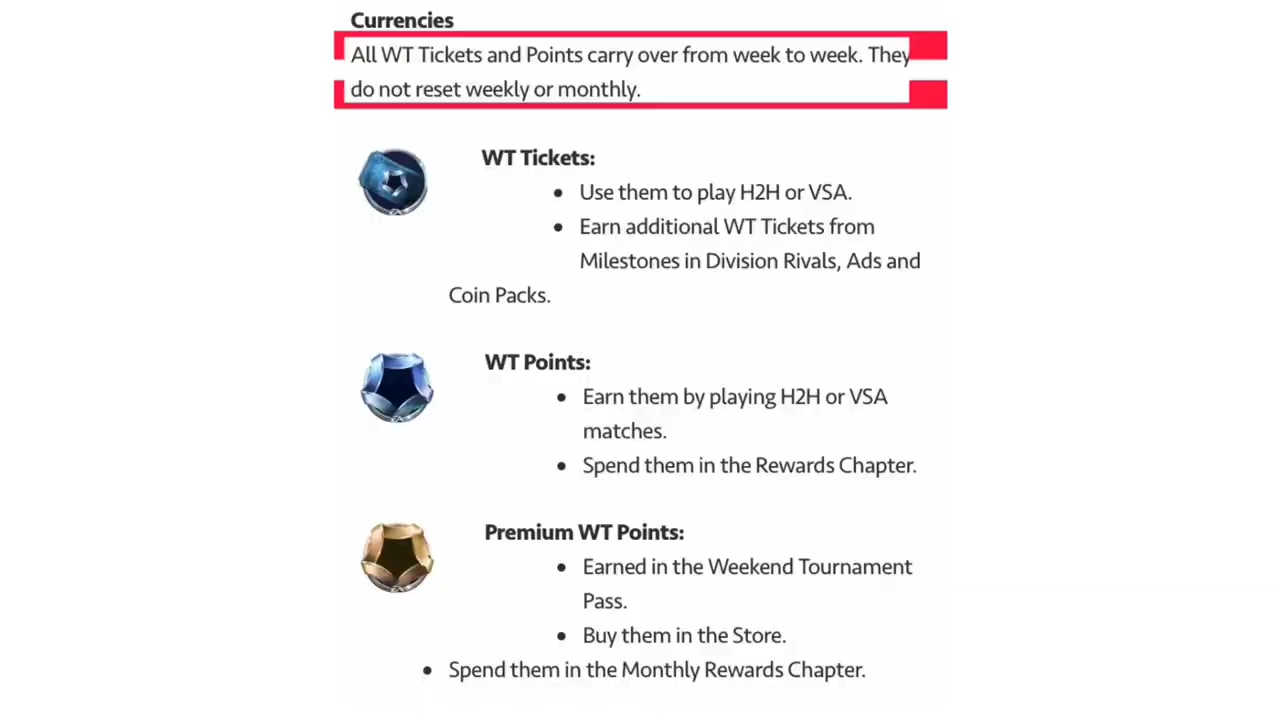 Currencies
All WT Tickets and Points carry over from week to week. They
do not reset weekly or monthly.
WT Tickets:
• Use them to play H2H or VSA.
• Earn additional WT Tickets from
Milestones in Division Rivals, Ads and
Coin Packs.
WT Points:
• Earn them by playing H2H or VSA
matches.
• Spend them in the Rewards Chapter.
Premium WT Points:
• Earned in the Weekend Tournament
Pass.
• Buy them in the Store.
• Spend them in the Monthly Rewards Chapter.